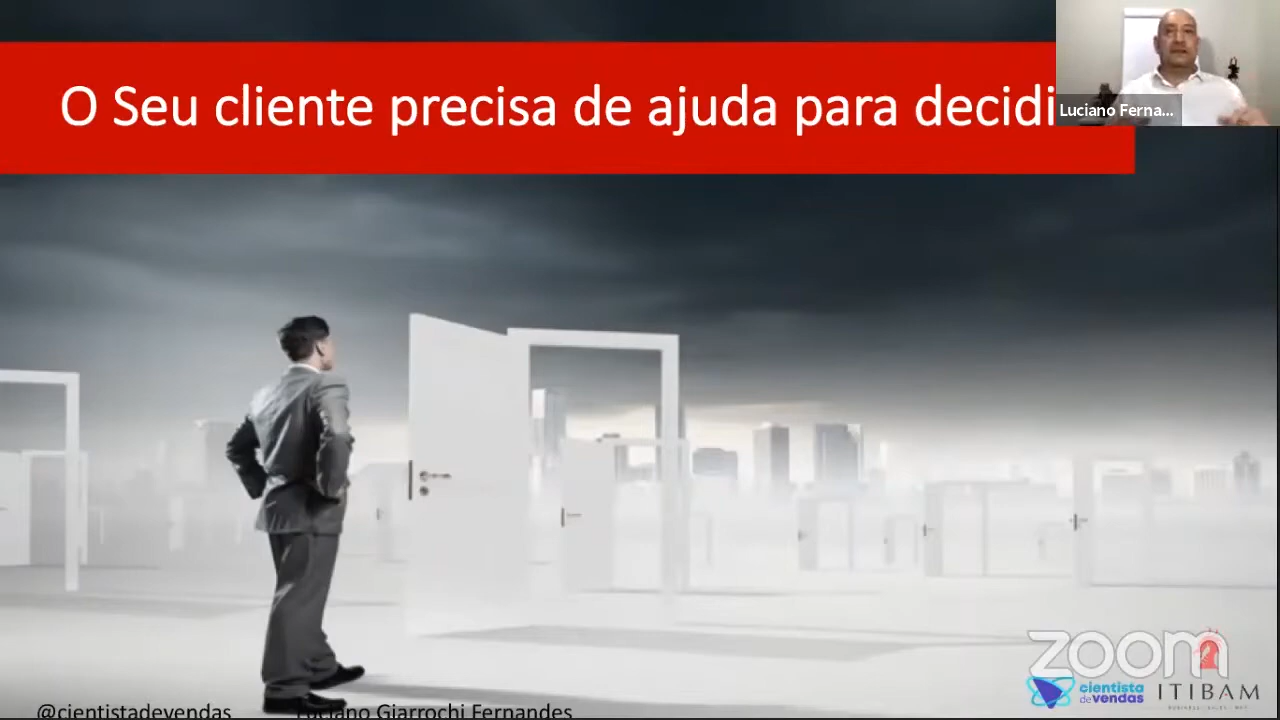 O Seu cliente precisa de ajuda para decidi
Luciano Ferna...
zoom
cientista
de vendas
ITIBAM
@cientistadevendas Luciano Giarrochi Fernandes